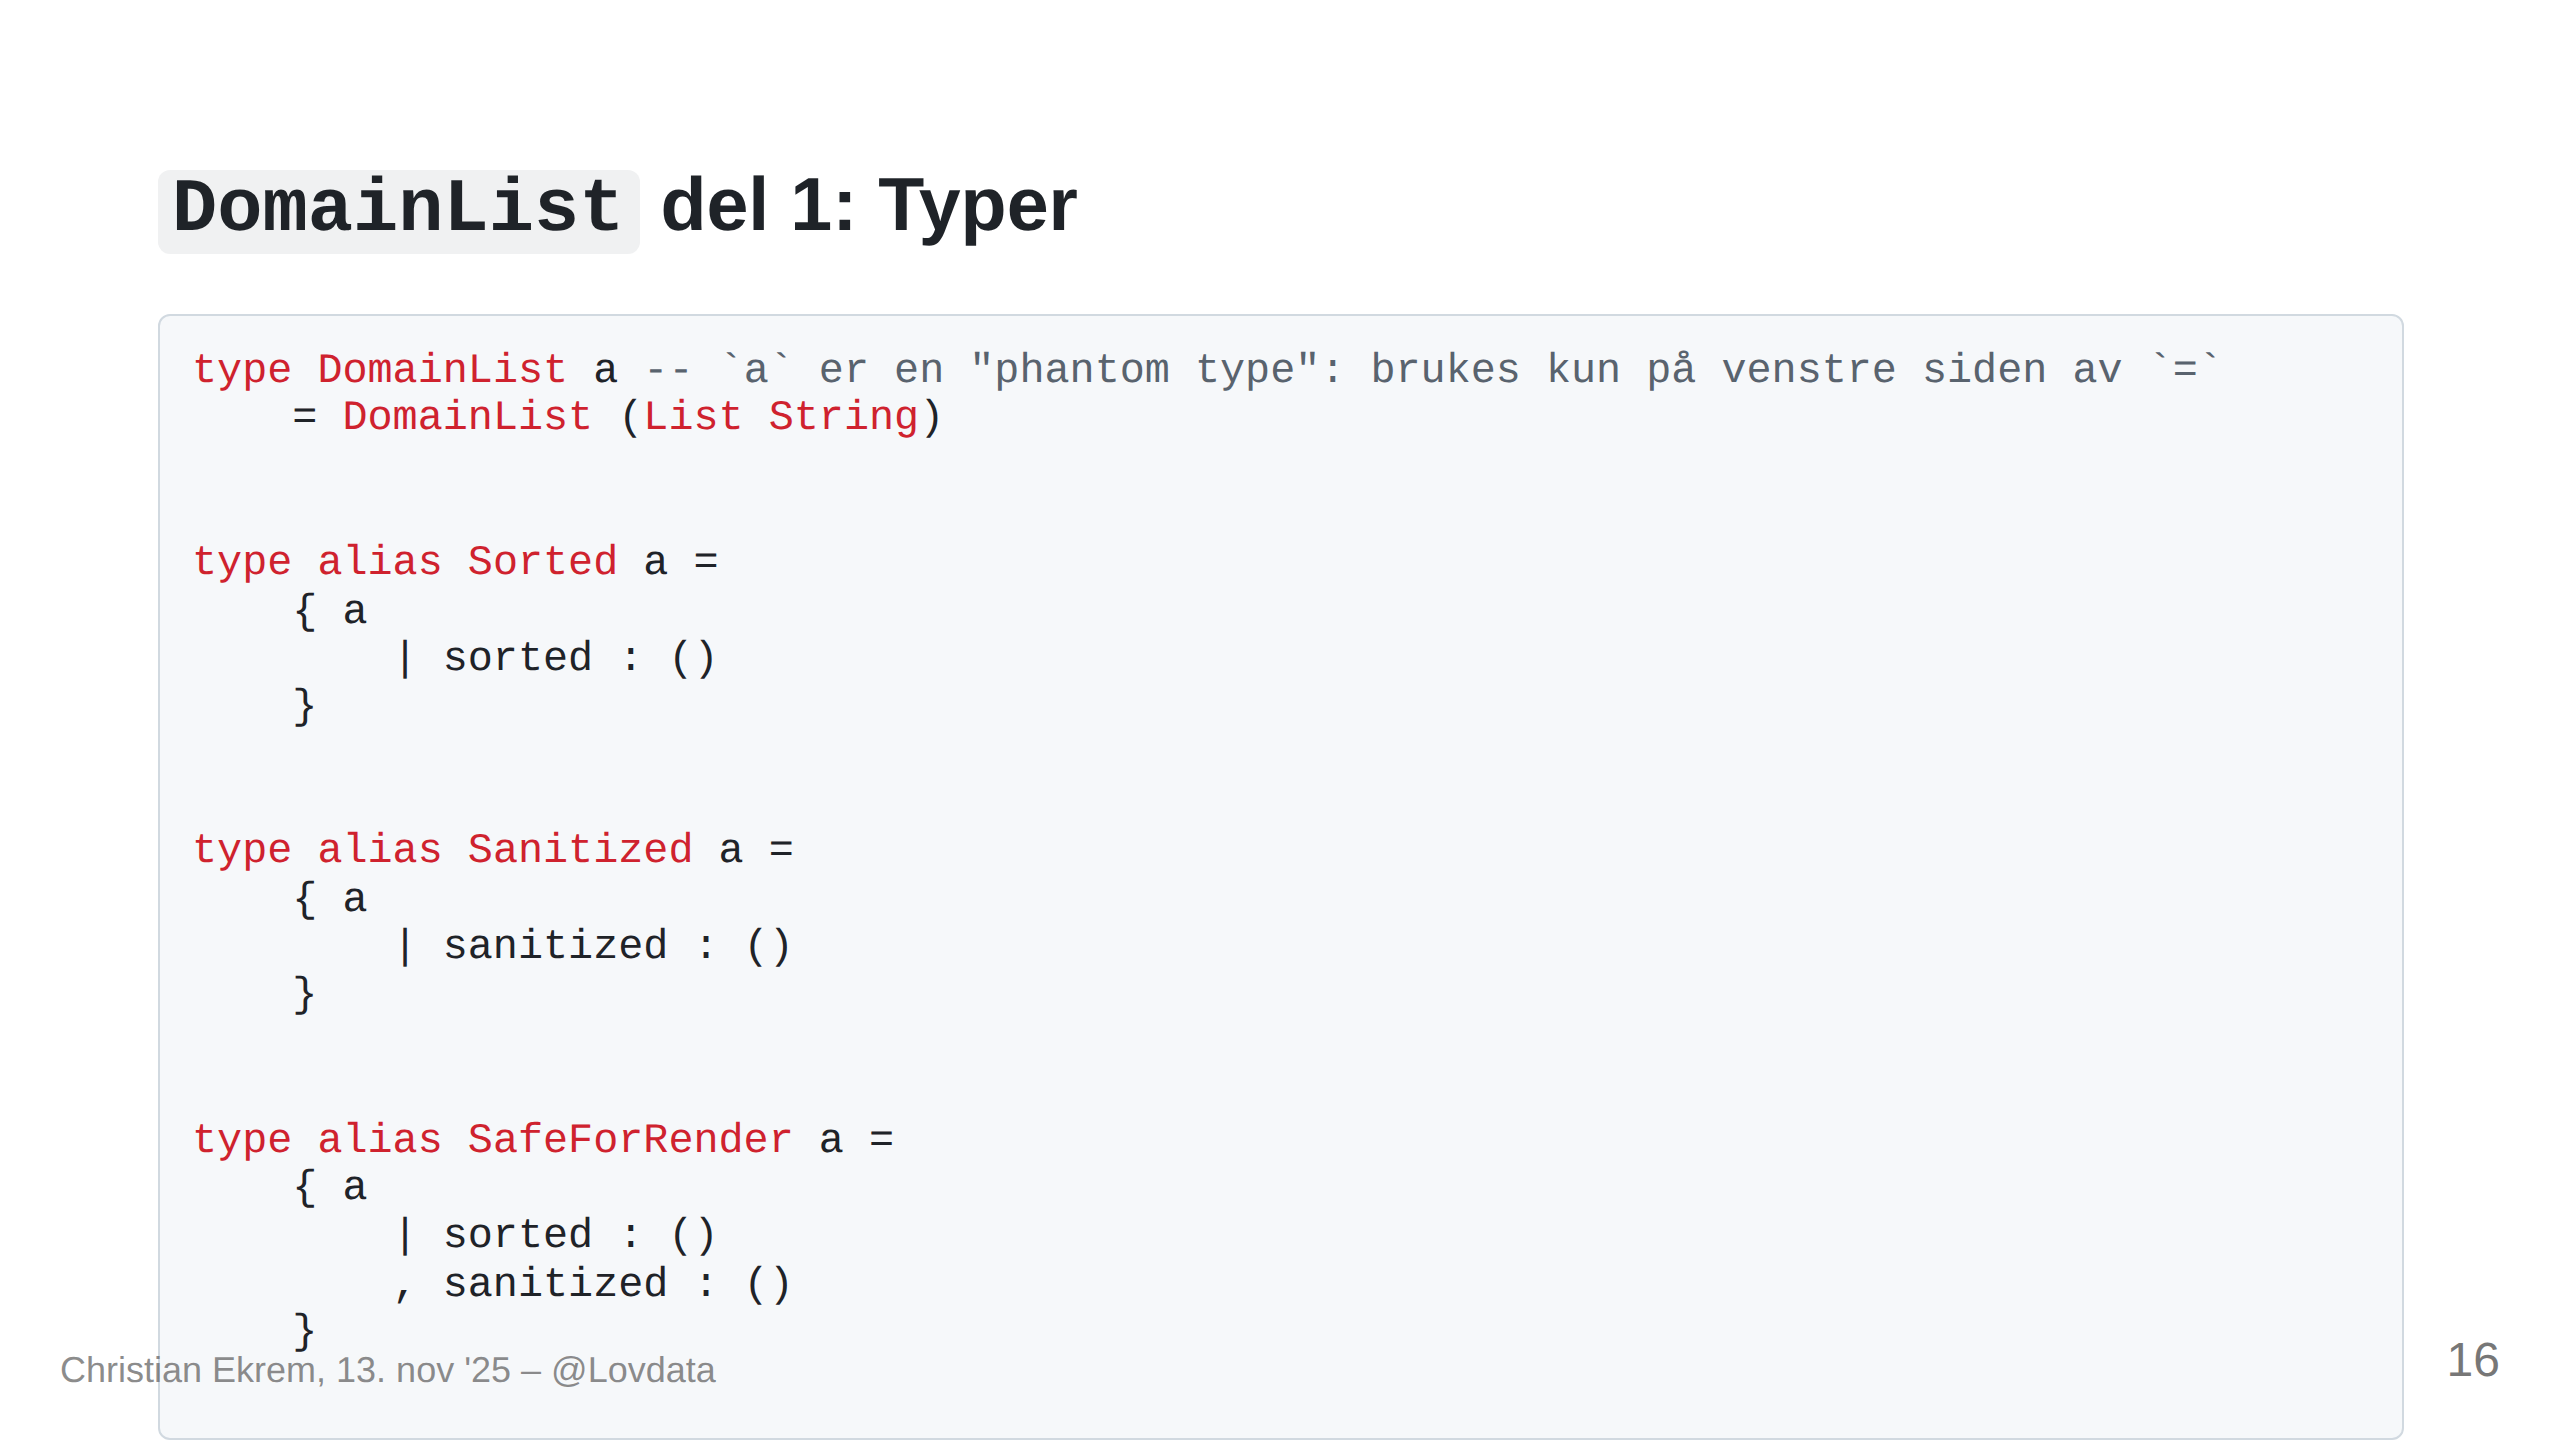 DomainList del 1: Typer
type DomainList a -- `a` er en "phantom type": brukes kun på venstre siden av `=`
    = DomainList (List String)
type alias Sorted a =
    { a
        | sorted : ()
    }
type alias Sanitized a =
    { a
        | sanitized : ()
    }
type alias SafeForRender a =
    { a
        | sorted : ()
        , sanitized : ()
    }
Christian Ekrem, 13. nov '25 – @Lovdata
16